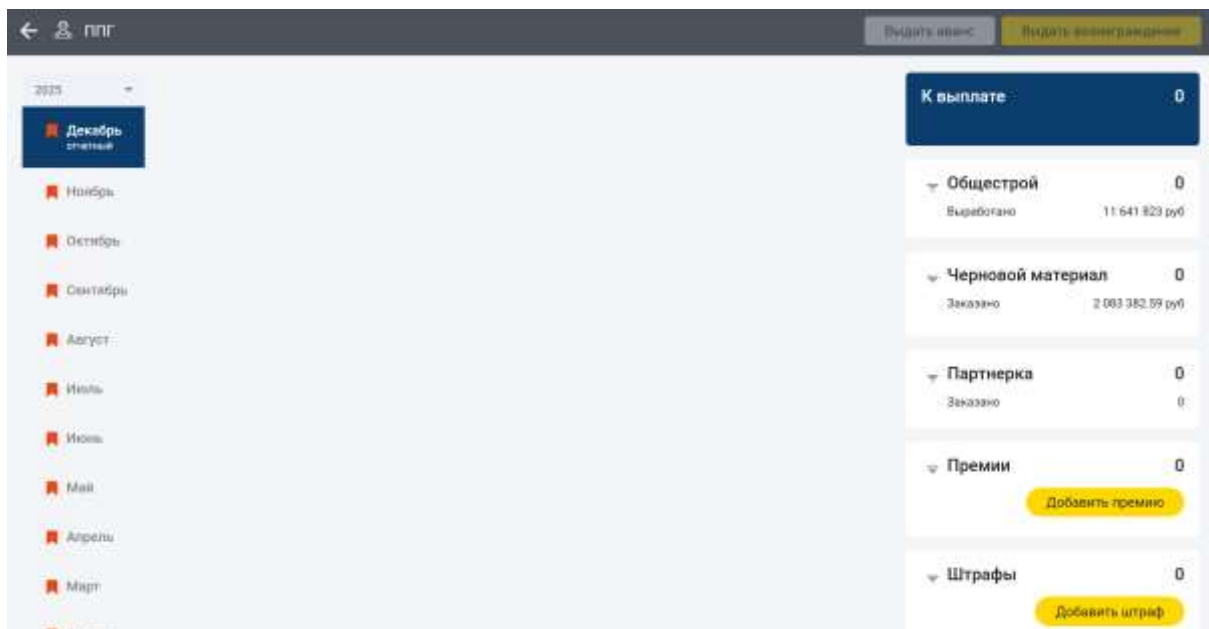 ппг
Выдать аванс
Выдать вознаграждение
2025
Декабрь
отчетный
Ноябрь
Октябрь
Сентябрь
Август
Июль
Июнь
Май
Апрель
Март
К выплате 0
Общестрой 0
Выработано 11 641 823 руб
Черновой материал 0
Заказано 2 083 382.59 руб
Партнерка 0
Заказано 0
Премии 0
Добавить премию
Штрафы 0
Добавить штраф